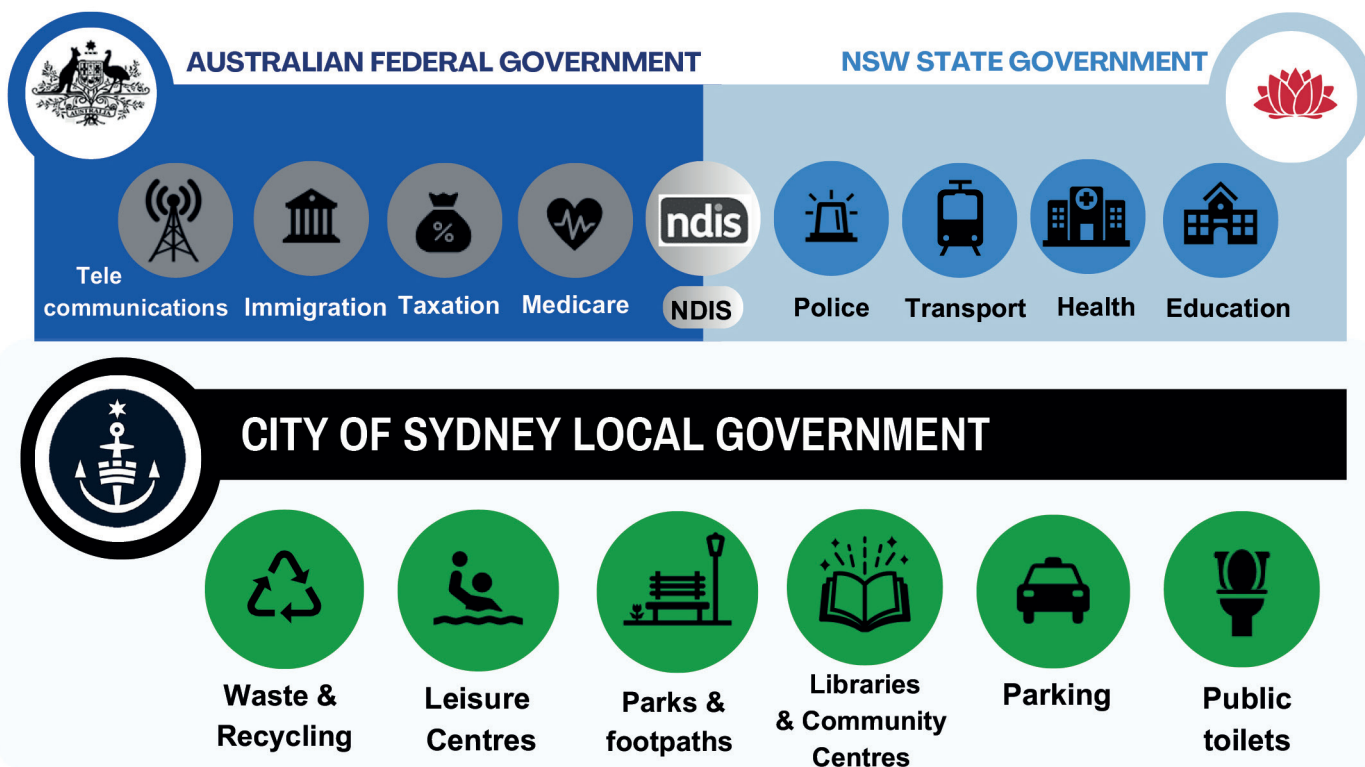 AUSTRALIAN FEDERAL GOVERNMENT
NSW STATE GOVERNMENT
AUSTRALIA
ndis
Tele
communications
Immigration
Taxation
%
Medicare
NDIS
Police
Transport
Health
Education
CITY OF SYDNEY LOCAL GOVERNMENT
Waste &
Recycling
Leisure
Centres
Parks &
footpaths
Libraries
& Community
Centres
Parking
Public
toilets